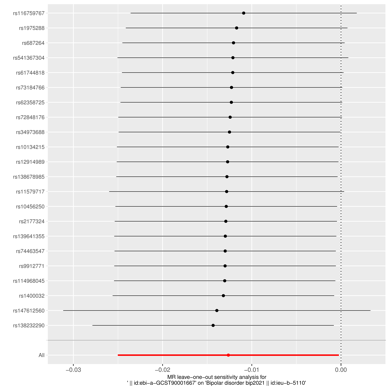 rs118759767
rs1975288
rs687264
rs541367304
rs61744818
rs73184766
rs62358725
rs72848176
rs34973688
rs10134215
rs12914989
rs138678985
rs11579717
rs10456250
rs2177324
rs139641355
rs74463547
rs9912771
rs114968045
rs1400032
rs147612560
rs138232290
All
−0.03
−0.02
−0.01
0.00
MR leave−one−out sensitivity analysis for
' || id:ebi−a−GCST90001667' on 'Bipolar disorder bip2021 || id:ieu−b−5110'